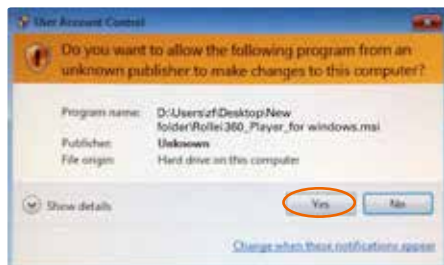 User Account Control
Do you want to allow the following program from an
unknown publisher to make changes to this computer?
Program name: D:\Users\zf\Desktop\New
folder\Rollei360_Player_for windows.msi
Publisher: Unknown
File origin: Hard drive on this computer
Show details
Yes
No
Change when these notifications appear